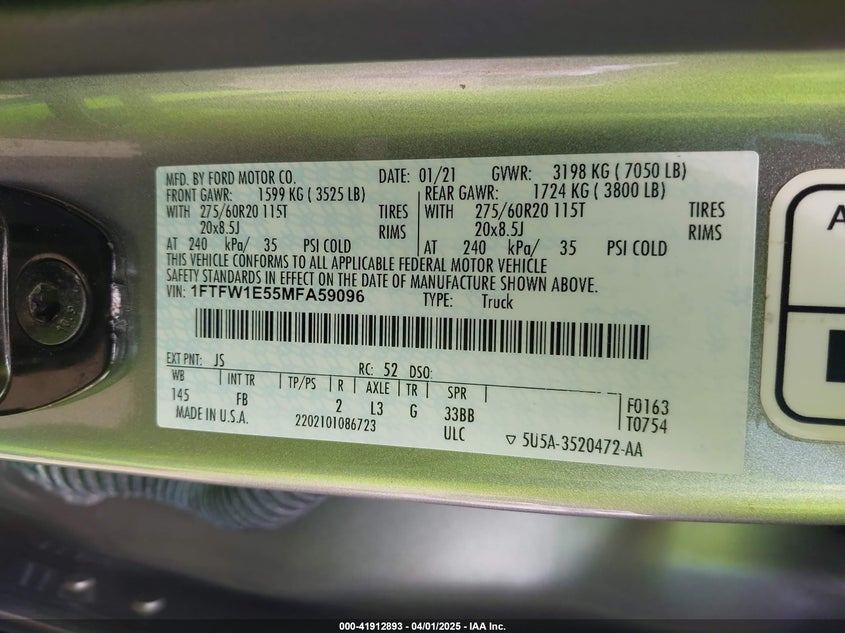 MFD. BY FORD MOTOR CO. DATE: 01/21 GVWR: 3198 KG ( 7050 LB)
FRONT GAWR: 1599 KG ( 3525 LB) REAR GAWR: 1724 KG ( 3800 LB)
WITH 275/60R20 115T TIRES WITH 275/60R20 115T TIRES
20x8.5J RIMS 20x8.5J RIMS
AT 240 kPa/ 35 PSI COLD AT 240 kPa/ 35 PSI COLD
THIS VEHICLE CONFORMS TO ALL APPLICABLE FEDERAL MOTOR VEHICLE
SAFETY STANDARDS IN EFFECT ON THE DATE OF MANUFACTURE SHOWN ABOVE.
VIN: 1FTFW1E55MFA59096 TYPE: Truck
EXT PNT: JS RC: 52 DSO:
WB INT TR TP/PS R AXLE TR SPR
145 FB 2 L3 G 33BB F0163
MADE IN U.S.A. 2202101086723 ULC T0754
▽ 5U5A-3520472-AA
A
000-41912893 - 04/01/2025 - IAA Inc.